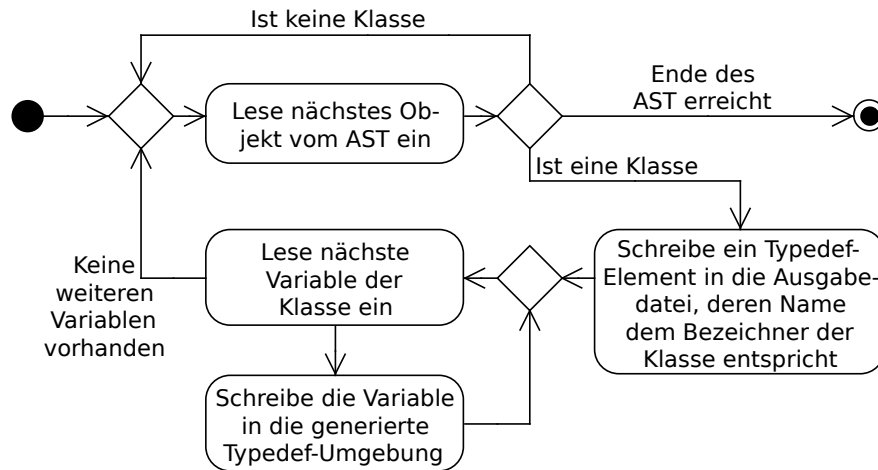 Ist keine Klasse
Lese nächstes Ob-
jekt vom AST ein
Ende des
AST erreicht
Ist eine Klasse
Schreibe ein Typedef-
Element in die Ausgabe-
datei, deren Name
dem Bezeichner der
Klasse entspricht
Lese nächste
Variable der
Klasse ein
Keine
weiteren
Variablen
vorhanden
Schreibe die Variable
in die generierte
Typedef-Umgebung